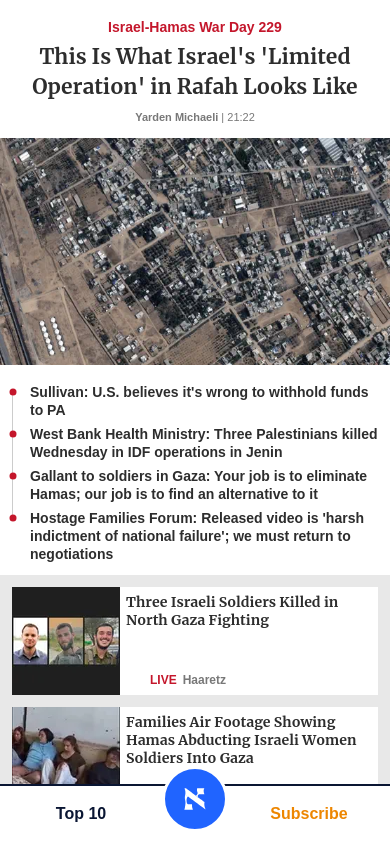 Israel-Hamas War Day 229
This Is What Israel's 'Limited
Operation' in Rafah Looks Like
Yarden Michaeli | 21:22
Sullivan: U.S. believes it's wrong to withhold funds
to PA
West Bank Health Ministry: Three Palestinians killed
Wednesday in IDF operations in Jenin
Gallant to soldiers in Gaza: Your job is to eliminate
Hamas; our job is to find an alternative to it
Hostage Families Forum: Released video is 'harsh
indictment of national failure'; we must return to
negotiations
Three Israeli Soldiers Killed in
North Gaza Fighting
LIVE Haaretz
Families Air Footage Showing
Hamas Abducting Israeli Women
Soldiers Into Gaza
Top 10
א
Subscribe